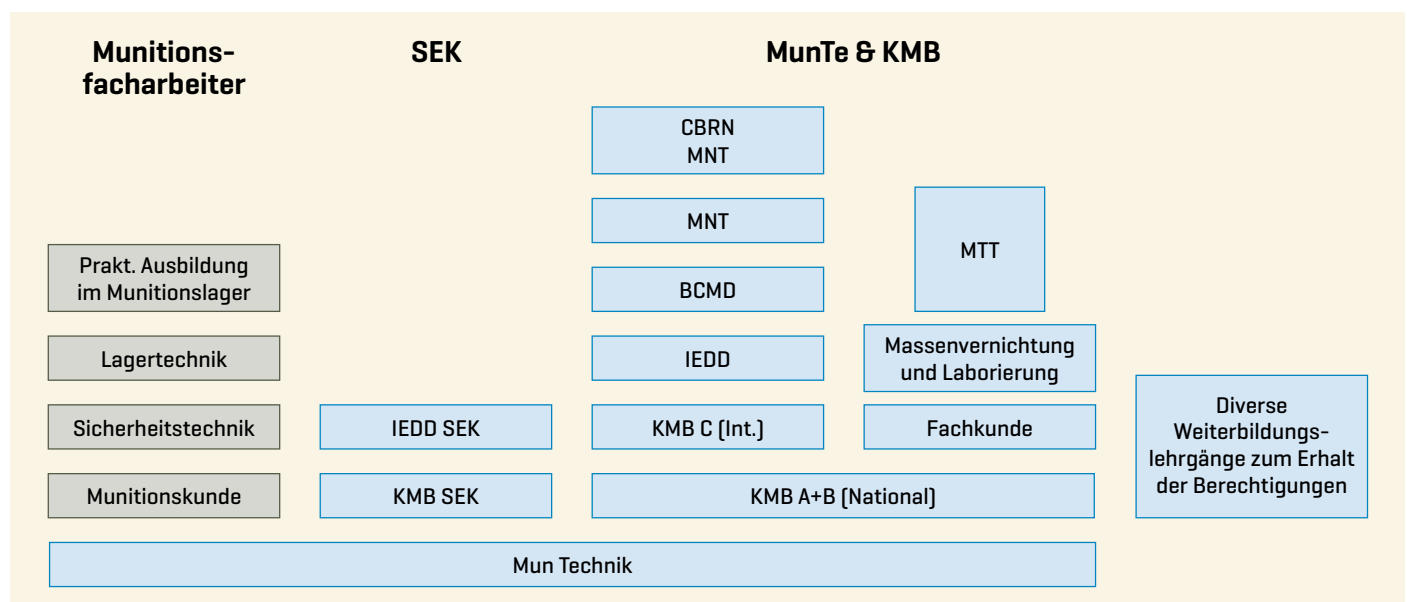 Munitions-
facharbeiter
SEK
MunTe & KMB
CBRN
MNT
MNT
MTT
Prakt. Ausbildung
im Munitionslager
BCMD
Lagertechnik
IEDD
Massenvernichtung
und Laborierung
Sicherheitstechnik
IEDD SEK
KMB C (Int.)
Fachkunde
Diverse
Weiterbildungs-
lehrgänge zum Erhalt
der Berechtigungen
Munitionskunde
KMB SEK
KMB A+B (National)
Mun Technik